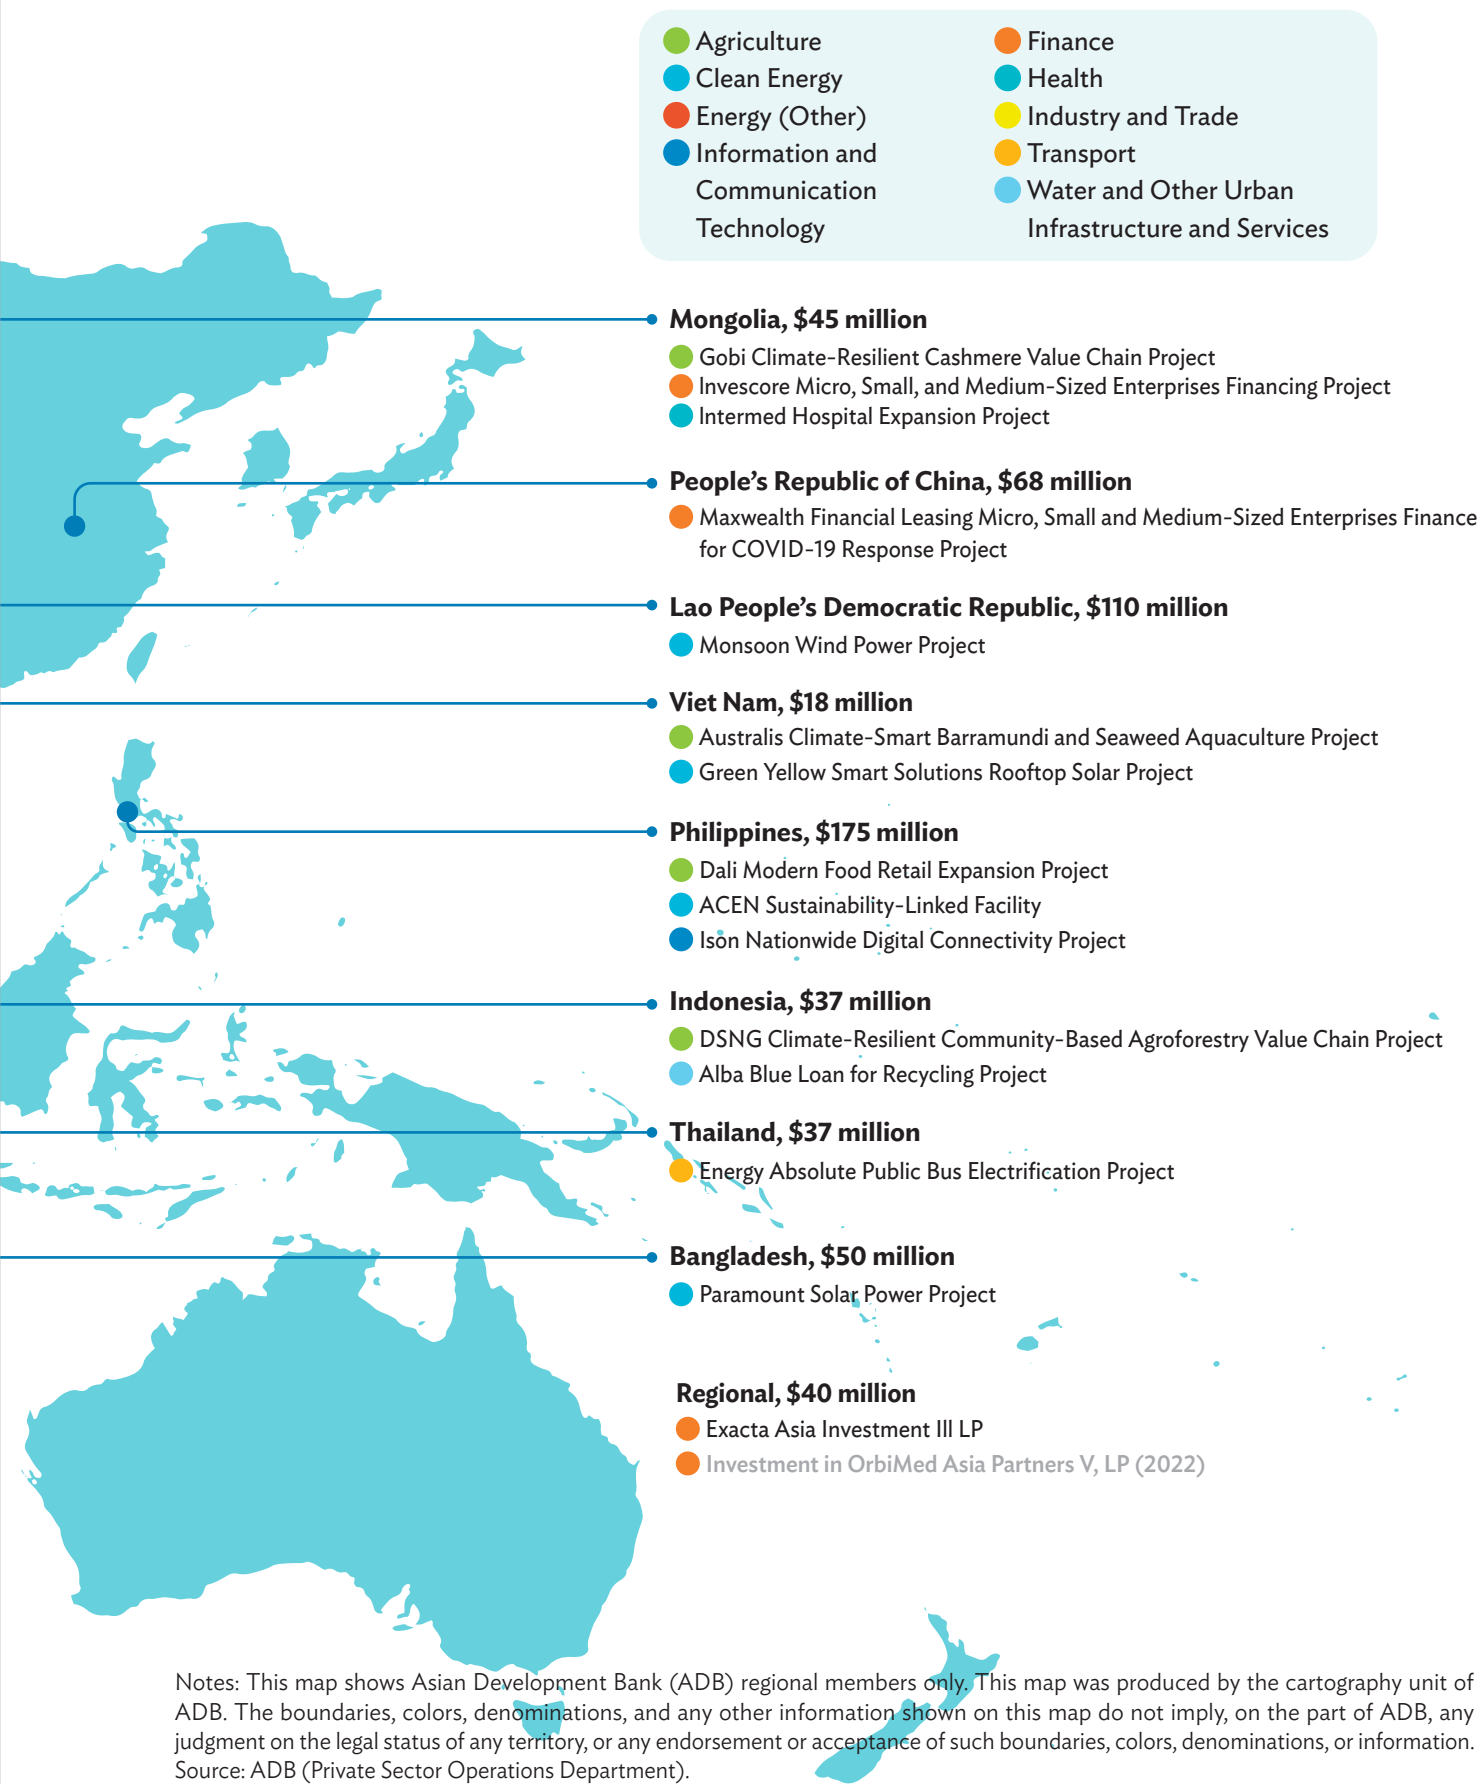 Agriculture
Clean Energy
Energy (Other)
Information and
Communication
Technology
Finance
Health
Industry and Trade
Transport
Water and Other Urban
Infrastructure and Services
Mongolia, $45 million
Gobi Climate-Resilient Cashmere Value Chain Project
Invescore Micro, Small, and Medium-Sized Enterprises Financing Project
Intermed Hospital Expansion Project
People’s Republic of China, $68 million
Maxwealth Financial Leasing Micro, Small and Medium-Sized Enterprises Finance
for COVID-19 Response Project
Lao People’s Democratic Republic, $110 million
Monsoon Wind Power Project
Viet Nam, $18 million
Australis Climate-Smart Barramundi and Seaweed Aquaculture Project
Green Yellow Smart Solutions Rooftop Solar Project
Philippines, $175 million
Dali Modern Food Retail Expansion Project
ACEN Sustainability-Linked Facility
Ison Nationwide Digital Connectivity Project
Indonesia, $37 million
DSNG Climate-Resilient Community-Based Agroforestry Value Chain Project
Alba Blue Loan for Recycling Project
Thailand, $37 million
Energy Absolute Public Bus Electrification Project
Bangladesh, $50 million
Paramount Solar Power Project
Regional, $40 million
Exacta Asia Investment Ill LP
Investment in OrbiMed Asia Partners V, LP (2022)
Notes: This map shows Asian Development Bank (ADB) regional members only. This map was produced by the cartography unit of
ADB. The boundaries, colors, denominations, and any other information shown on this map do not imply, on the part of ADB, any
judgment on the legal status of any territory, or any endorsement or acceptance of such boundaries, colors, denominations, or information.
Source: ADB (Private Sector Operations Department).